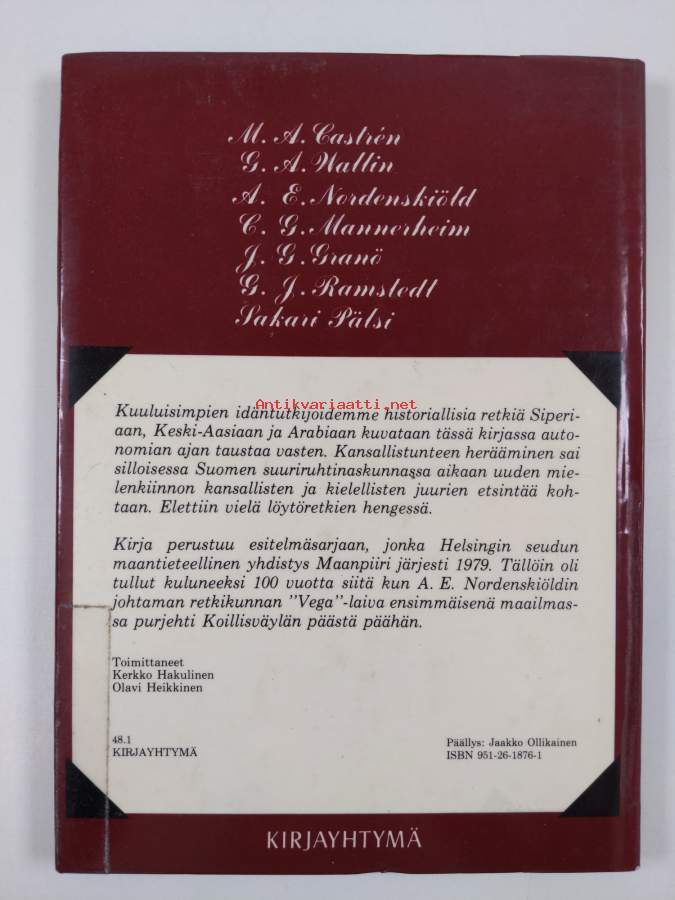 M. A. Castrén
G. A. Wallin
A. E. Nordenskiöld
C. G. Mannerheim
J. G. Granö
G. J. Ramstedt
Sakari Pälsi
Antikvariaatti.net
Kuuluisimpien idäntutkijoidemme historiallisia retkiä Siperi-
aan, Keski-Aasiaan ja Arabiaan kuvataan tässä kirjassa auto-
nomian ajan taustaa vasten. Kansallistunteen herääminen sai
silloisessa Suomen suuriruhtinaskunnassa aikaan uuden mie-
lenkiinnon kansallisten ja kielellisten juurien etsintää koh-
taan. Elettiin vielä löytöretkien hengessä.
Kirja perustuu esitelmäsarjaan, jonka Helsingin seudun
maantieteellinen yhdistys Maanpiiri järjesti 1979. Tällöin oli
tullut kuluneeksi 100 vuotta siitä kun A. E. Nordenskiöldin
johtaman retkikunnan "Vega"-laiva ensimmäisenä maailmas-
sa purjehti Koillisväylän päästä päähän.
Toimittaneet
Kerkko Hakulinen
Olavi Heikkinen
48.1
KIRJAYHTYMÄ
Päällys: Jaakko Ollikainen
ISBN 951-26-1876-1
KIRJAYHTYMÄ